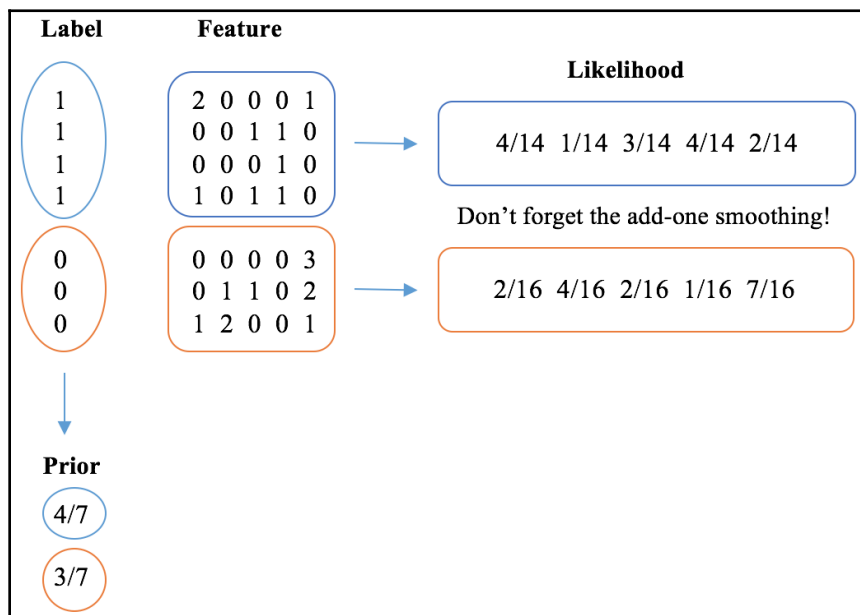 Label Feature
Likelihood
1 2 0 0 0 1
1 0 0 1 1 0
1 0 0 0 1 0
1 1 0 1 1 0
4/14 1/14 3/14 4/14 2/14
Don’t forget the add-one smoothing!
0 0 0 0 0 3
0 0 1 1 0 2
0 1 2 0 0 1
2/16 4/16 2/16 1/16 7/16
Prior
4/7
3/7